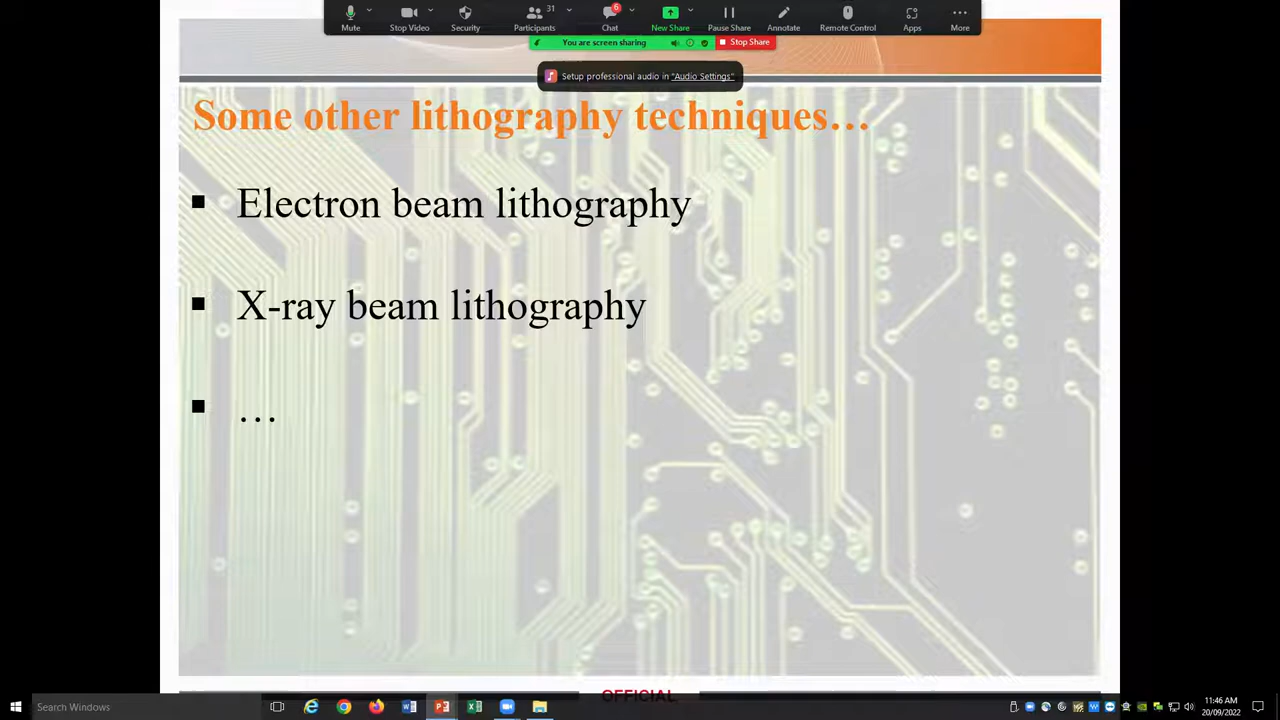 31
6
Mute
Stop Video
Security
Participants
Chat
New Share
Pause Share
Annotate
Remote Control
Apps
More
You are screen sharing
Stop Share
Setup professional audio in "Audio Settings"
Some other lithography techniques…
Electron beam lithography
X-ray beam lithography
…
OFFICIAL
Search Windows
11:46 AM
20/09/2022